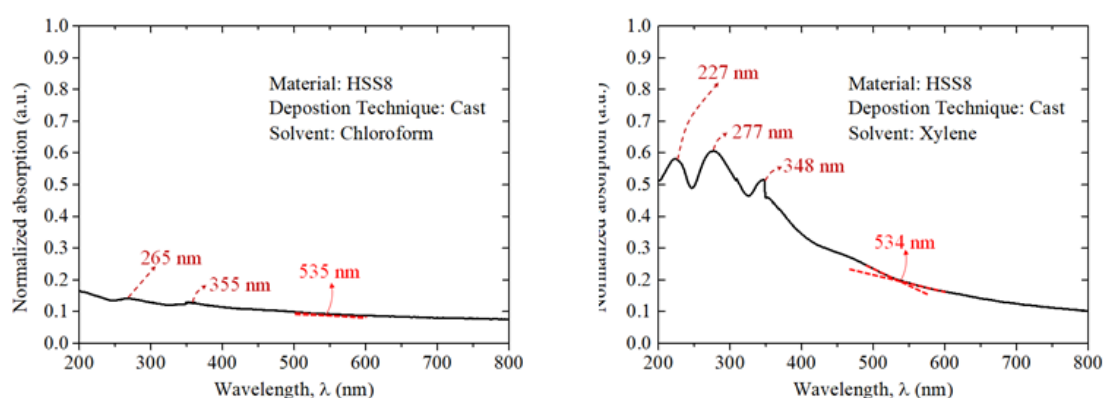 1.0
0.9
0.8
0.7
0.6
0.5
0.4
0.3
0.2
0.1
0.0
Normalized absorption (a.u.)
Material: HSS8
Depostion Technique: Cast
Solvent: Chloroform
265 nm
355 nm
535 nm
200 300 400 500 600 700 800
Wavelength, λ (nm)
1.0
0.9
0.8
0.7
0.6
0.5
0.4
0.3
0.2
0.1
0.0
Normanized absorption (a.u.)
227 nm
Material: HSS8
Depostion Technique: Cast
Solvent: Xylene
277 nm
348 nm
534 nm
200 300 400 500 600 700 800
Wavelength, λ (nm)